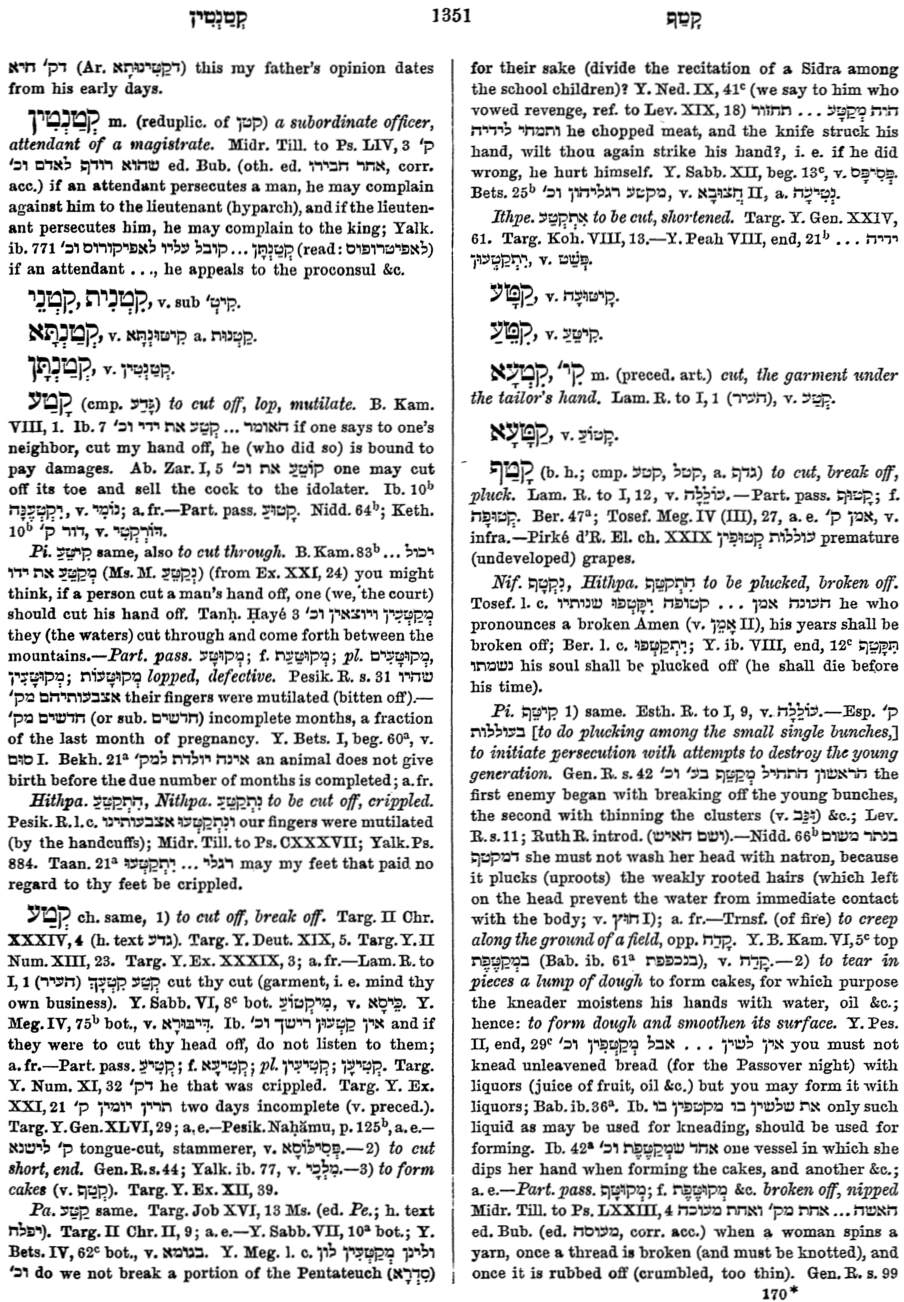 קְטַנְטִין 1351 קָטַף
דק׳ חיא (Ar. דקטינותא) this my father's opinion dates
from his early days.
קְטַנְטִין m. (reduplic. of קטן) a subordinate officer,
attendant of a magistrate. Midr. Till. to Ps. LIV, 3 ק׳
שהוא רודף לאדם וכ׳ ed. Bub. (oth. ed. אחר חבירו, corr.
acc.) if an attendant persecutes a man, he may complain
against him to the lieutenant (hyparch), and if the lieuten-
ant persecutes him, he may complain to the king; Yalk.
ib. 771 קְטַנְתָּן ... קובל עליו לאפיקורוס וכ׳ (read: לאפיטרופוס)
if an attendant . . ., he appeals to the proconsul &c.
קִטְנִית, קִטְנֵי, v. sub קִיט׳.
קְטַנְתָּא, v. קִיטוּנְתָּא a. קַטְנוּת.
קְטַנְתָּן, v. קְטַנְטִין.
קָטַע (cmp. גָּדַע) to cut off, lop, mutilate. B. Kam.
VIII, 1. Ib. 7 האומר ... קְטַע את ידי וכ׳ if one says to one's
neighbor, cut my hand off, he (who did so) is bound to
pay damages. Ab. Zar. I, 5 קוֹטֵעַ את וכ׳ one may cut
off its toe and sell the cock to the idolater. Ib. 10ᵇ
יִקְטָעֶנָּה, v. נוֹמִי; a. fr.—Part. pass. קָטוּעַ. Nidd. 64ᵇ; Keth.
10ᵇ דור ק׳, v. דּוֹרְקְטִי.
Pi. קִיטֵּעַ same, also to cut through. B. Kam. 83ᵇ ... יכול
מְקַטֵּעַ את ידו (Ms. M. נְקַטֵּעַ) (from Ex. XXI, 24) you might
think, if a person cut a man's hand off, one (we, the court)
should cut his hand off. Tanḥ. Ḥayé 3 מְקַטְּעִין ויוצאין וכ׳
they (the waters) cut through and come forth between the
mountains.—Part. pass. מְקוּטָּע; f. מְקוּטַּעַת; pl. מְקוּטָּעִים,
מְקוּטָּעִין; מְקוּטָּעוֹת lopped, defective. Pesik. R. s. 31 שהיו
אצבעותיהם מק׳ their fingers were mutilated (bitten off).—
חדשים מק׳ (or sub. חדשים) incomplete months, a fraction
of the last month of pregnancy. Y. Bets. I, beg. 60ᵃ, v.
סוּס I. Bekh. 21ᵃ אינה יולדת למק׳ an animal does not give
birth before the due number of months is completed; a. fr.
Hithpa. הִתְקַטֵּעַ, Nithpa. נִתְקַטֵּעַ to be cut off, crippled.
Pesik. R. l. c. ונִתְקַטְּעוּ אצבעותינו our fingers were mutilated
(by the handcuffs); Midr. Till. to Ps. CXXXVII; Yalk. Ps.
884. Taan. 21ᵃ רגלי ... יִתְקַטְּעוּ may my feet that paid no
regard to thy feet be crippled.
קְטַע ch. same, 1) to cut off, break off. Targ. II Chr.
XXXIV, 4 (h. text גדע). Targ. Y. Deut. XIX, 5. Targ. Y. II
Num. XIII, 23. Targ. Y. Ex. XXXIX, 3; a. fr.—Lam. R. to
I, 1 (העיר) קְטַע קִטְעָךְ cut thy cut (garment, i. e. mind thy
own business). Y. Sabb. VI, 8ᶜ bot. מִיקְטוֹעַ, v. כִּיסָא. Y.
Meg. IV, 75ᵇ bot., v. הִיבּוּרָא. Ib. אין קַטְעוּן רישך וכ׳ and if
they were to cut thy head off, do not listen to them;
a. fr.—Part. pass. קְטִיעַ; f. קְטִיעָא; pl. קְטִיעִין; קְטִיעָן. Targ.
Y. Num. XI, 32 דק׳ he that was crippled. Targ. Y. Ex.
XXI, 21 תרין יומין ק׳ two days incomplete (v. preced.).
Targ. Y. Gen. XLVI, 29; a. e.—Pesik. Naḥămu, p. 125ᵇ, a. e.—
ק׳ לישנא tongue-cut, stammerer, v. פְּסִילוֹסָא.—2) to cut
short, end. Gen. R. s. 44; Yalk. ib. 77, v. מַלְכֵּי.—3) to form
cakes (v. קָטַף). Targ. Y. Ex. XII, 39.
Pa. קַטַּע same. Targ. Job XVI, 13 Ms. (ed. Pe.; h. text
יפלח). Targ. II Chr. II, 9; a. e.—Y. Sabb. VII, 10ᵃ bot.; Y.
Bets. IV, 62ᶜ bot., v. בנומא. Y. Meg. l. c. ולינן מְקַטְּעִין לון
וכ׳ do we not break a portion of the Pentateuch (סִדְרָא)
for their sake (divide the recitation of a Sidra among
the school children)? Y. Ned. IX, 41ᶜ (we say to him who
vowed revenge, ref. to Lev. XIX, 18) הוה מְקַטֵּעַ ... תחזור
ותמחי לידיה he chopped meat, and the knife struck his
hand, wilt thou again strike his hand?, i. e. if he did
wrong, he hurt himself. Y. Sabb. XII, beg. 13ᶜ, v. פְּסִיפָּס.
Bets. 25ᵇ מקטע רגליהון וכ׳, v. חֲצוּבָא II, a. נְטִיעָה.
Ithpe. אִתְקְטַע to be cut, shortened. Targ. Y. Gen. XXIV,
61. Targ. Koh. VIII, 13.—Y. Peah VIII, end, 21ᵇ ידיה ...
יִתְקַטְּעוּן, v. פְּשַׁט.
קִטָּע, v. קִיטּוּעָה.
קִטֵּעַ, v. קִיטֵּעַ.
קִטְעָא, קְי׳ m. (preced. art.) cut, the garment under
the tailor's hand. Lam. R. to I, 1 (העיר), v. קְטַע.
קַטָּעָא, v. קָטוֹעַ.
קָטַף (b. h.; cmp. קטע, קטל, a. גדף) to cut, break off,
pluck. Lam. R. to I, 12, v. עוֹלֵלָה.—Part. pass. קָטוּף; f.
קְטוּפָה. Ber. 47ᵃ; Tosef. Meg. IV (III), 27, a. e. אמן ק׳, v.
infra.—Pirké d'R. El. ch. XXIX עוללות קְטוּפִין premature
(undeveloped) grapes.
Nif. נִקְטַף, Hithpa. הִתְקַטֵּף to be plucked, broken off.
Tosef. l. c. העונה אמן ... קטופה יִקָּטְפוּ שנותיו he who
pronounces a broken Amen (v. אָמֵן II), his years shall be
broken off; Ber. l. c. יִתְקַטְּפוּ; Y. ib. VIII, end, 12ᶜ תִּקָּטֵף
נשמתו his soul shall be plucked off (he shall die before
his time).
Pi. קִיטֵּף 1) same. Esth. R. to I, 9, v. עוֹלֵלָה.—Esp. ק׳
בעוללות [to do plucking among the small single bunches,]
to initiate persecution with attempts to destroy the young
generation. Gen. R. s. 42 הראשון התחיל מְקַטֵּף בע׳ וכ׳ the
first enemy began with breaking off the young bunches,
the second with thinning the clusters (v. זִנֵּב) &c.; Lev.
R. s. 11; Ruth R. introd. (ושם האיש).—Nidd. 66ᵇ בנתר משום
דמקטף she must not wash her head with natron, because
it plucks (uproots) the weakly rooted hairs (which left
on the head prevent the water from immediate contact
with the body; v. חוּץ I); a. fr.—Trnsf. (of fire) to creep
along the ground of a field, opp. קָדַח. Y. B. Kam. VI, 5ᶜ top
במְקַטֶּפֶת (Bab. ib. 61ᵃ בנכפפת), v. קָדַח.—2) to tear in
pieces a lump of dough to form cakes, for which purpose
the kneader moistens his hands with water, oil &c.;
hence: to form dough and smoothen its surface. Y. Pes.
II, end, 29ᶜ אין לשין ... אבל מְקַטְּפִין וכ׳ you must not
knead unleavened bread (for the Passover night) with
liquors (juice of fruit, oil &c.) but you may form it with
liquors; Bab. ib. 36ᵃ. Ib. את שלשין בו מקטפין בו only such
liquid as may be used for kneading, should be used for
forming. Ib. 42ᵃ אחד שמְקַטֶּפֶת וכ׳ one vessel in which she
dips her hand when forming the cakes, and another &c.;
a. e.—Part. pass. מְקוּטָּף; f. מְקוּטֶּפֶת &c. broken off, nipped
Midr. Till. to Ps. LXXIII, 4 האשה ... אחת מק׳ ואחת מעוכה
ed. Bub. (ed. מעוסה, corr. acc.) when a woman spins a
yarn, once a thread is broken (and must be knotted), and
once it is rubbed off (crumbled, too thin). Gen. R. s. 99
170*